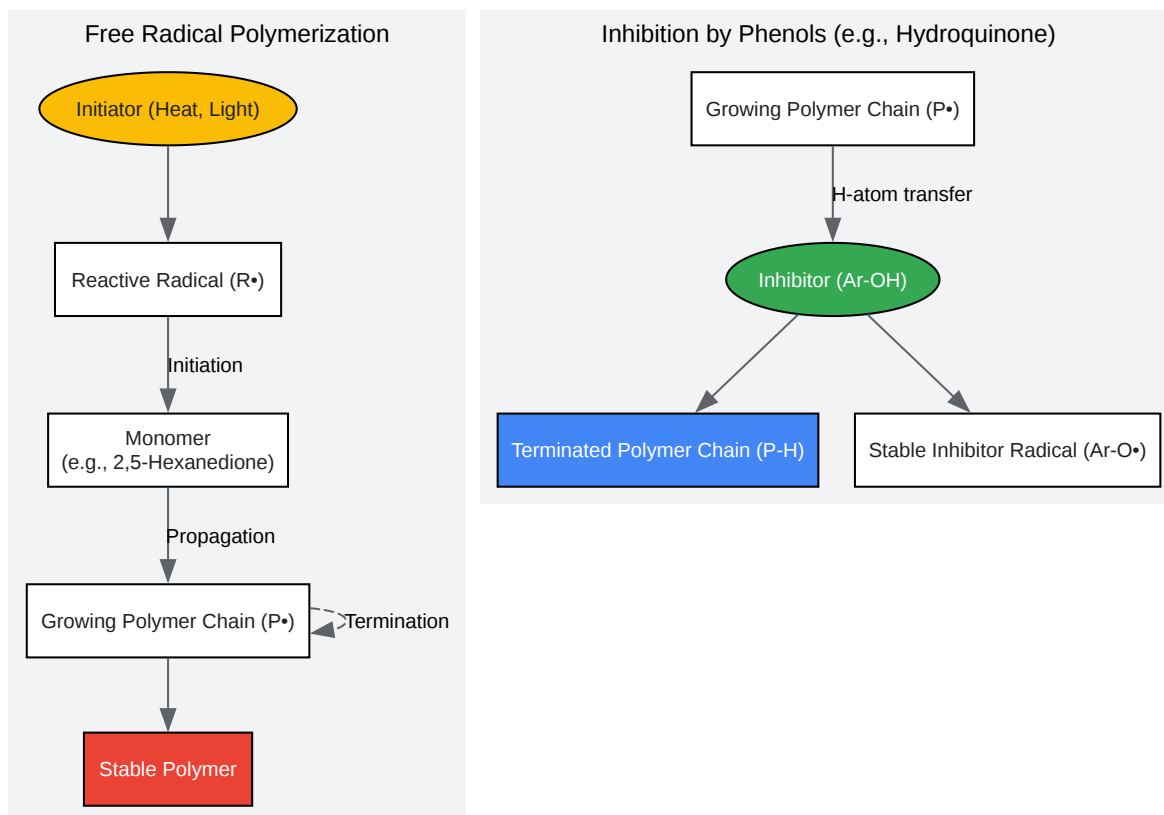 Free Radical Polymerization
Initiator (Heat, Light)
Reactive Radical (R•)
Initiation
Monomer
(e.g., 2,5-Hexanedione)
Propagation
Growing Polymer Chain (P•)
Termination
Stable Polymer
Inhibition by Phenols (e.g., Hydroquinone)
Growing Polymer Chain (P•)
H-atom transfer
Inhibitor (Ar-OH)
Terminated Polymer Chain (P-H)
Stable Inhibitor Radical (Ar-O•)